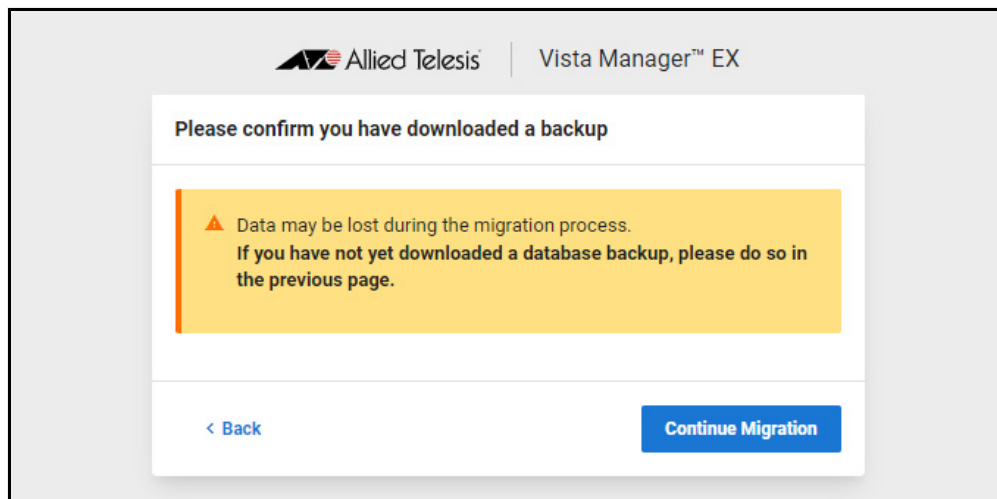 Allied Telesis
Vista Manager™ EX
Please confirm you have downloaded a backup
Data may be lost during the migration process.
If you have not yet downloaded a database backup, please do so in
the previous page.
< Back
Continue Migration